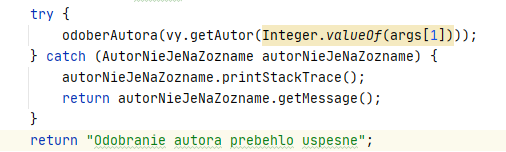 try {
odoberAutora(vy.getAutor(Integer.valueOf(args[1])));
} catch (AutorNieJeNaZozname autorNieJeNaZozname) {
autorNieJeNaZozname.printStackTrace();
return autorNieJeNaZozname.getMessage();
}
return "Odobranie autora prebehlo uspesne";